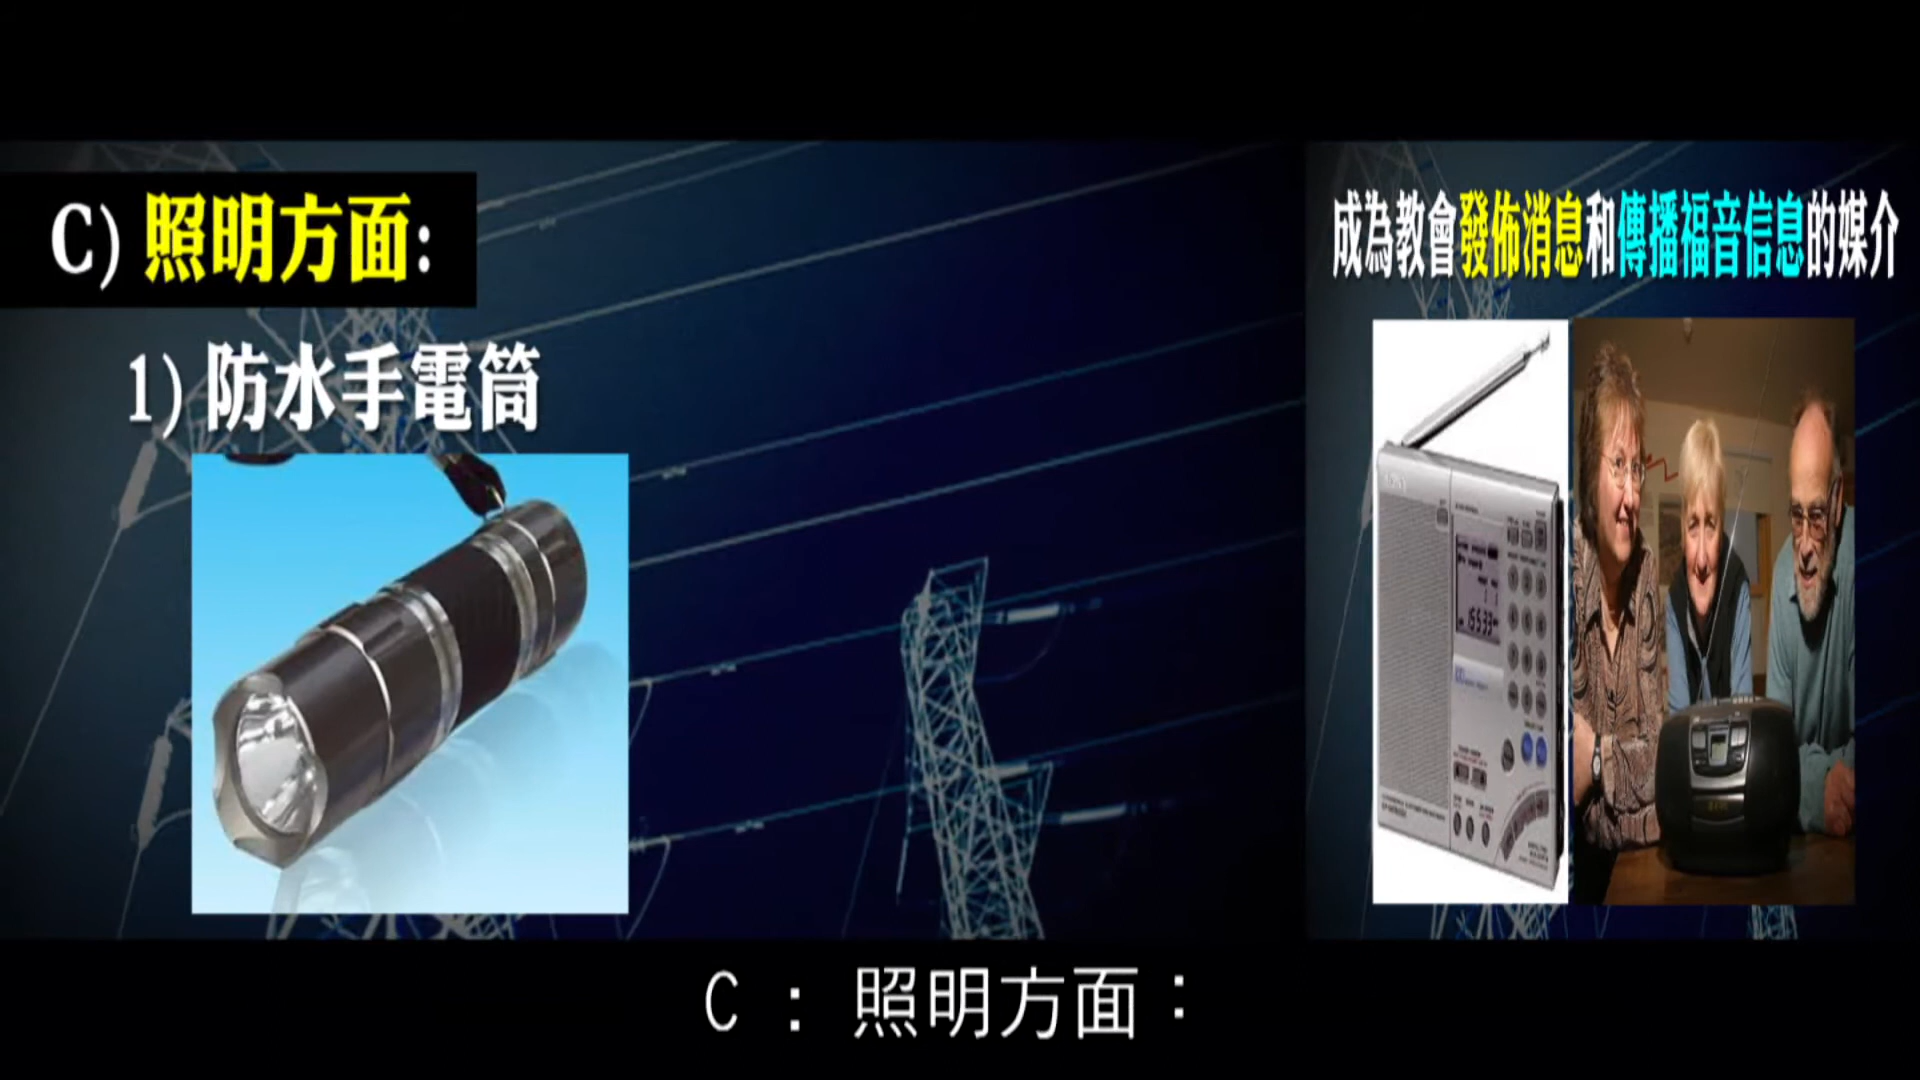 C) 照明方面:
1) 防水手電筒
成為教會發佈消息和傳播福音信息的媒介
15533
C : 照明方面：